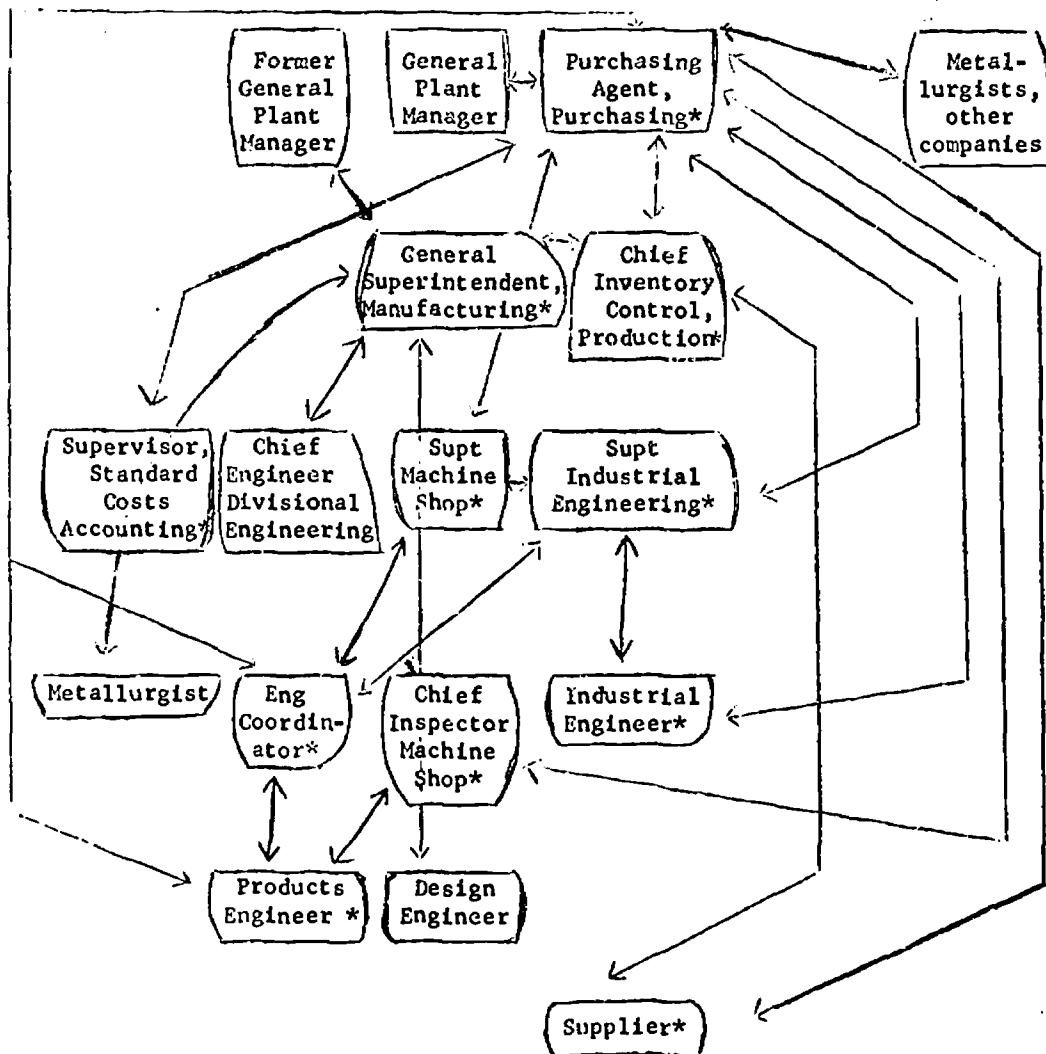 Former
General
Plant
Manager
General
Plant
Manager
Purchasing
Agent,
Purchasing*
Metal-
lurgists,
other
companies
General
Superintendent,
Manufacturing*
Chief
Inventory
Control,
Production*
Supervisor,
Standard
Costs
Accounting*
Chief
Engineer
Divisional
Engineering
Supt
Machine
Shop*
Supt
Industrial
Engineering*
Metallurgist
Eng
Coordin-
ator*
Chief
Inspector
Machine
Shop*
Industrial
Engineer*
Products
Engineer *
Design
Engineer
Supplier*